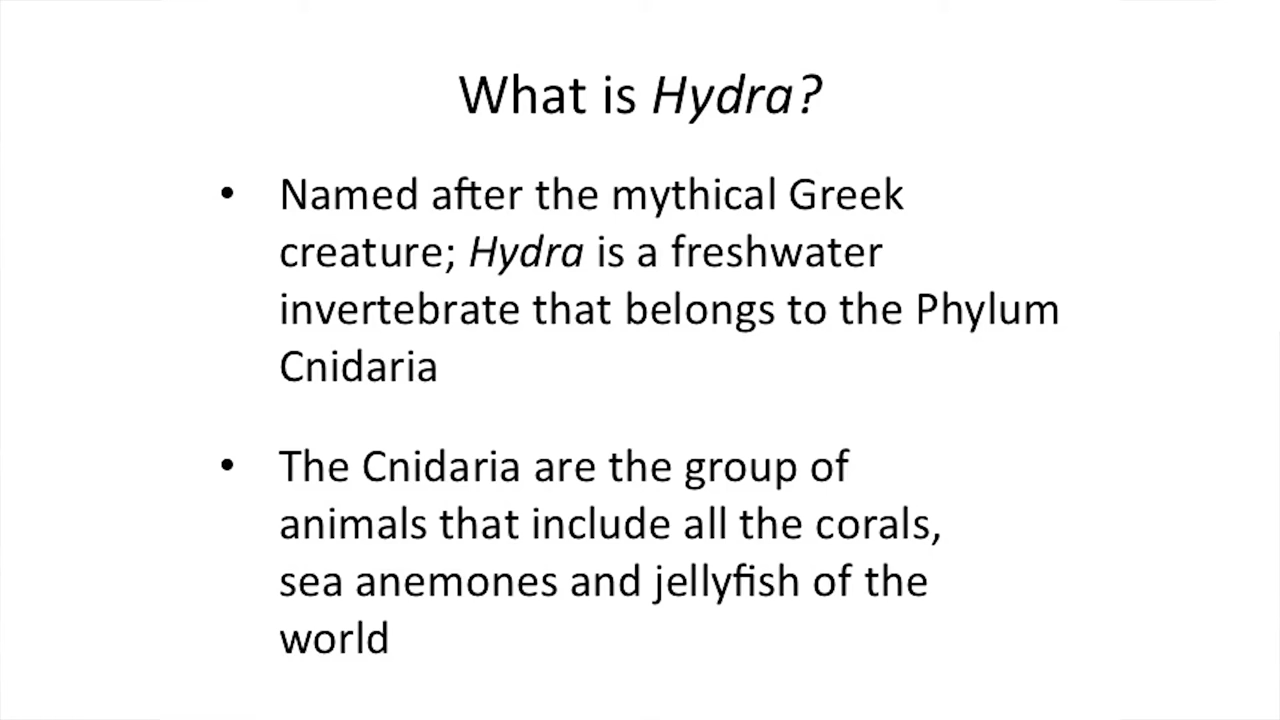 What is Hydra?
• Named after the mythical Greek
creature; Hydra is a freshwater
invertebrate that belongs to the Phylum
Cnidaria
• The Cnidaria are the group of
animals that include all the corals,
sea anemones and jellyfish of the
world